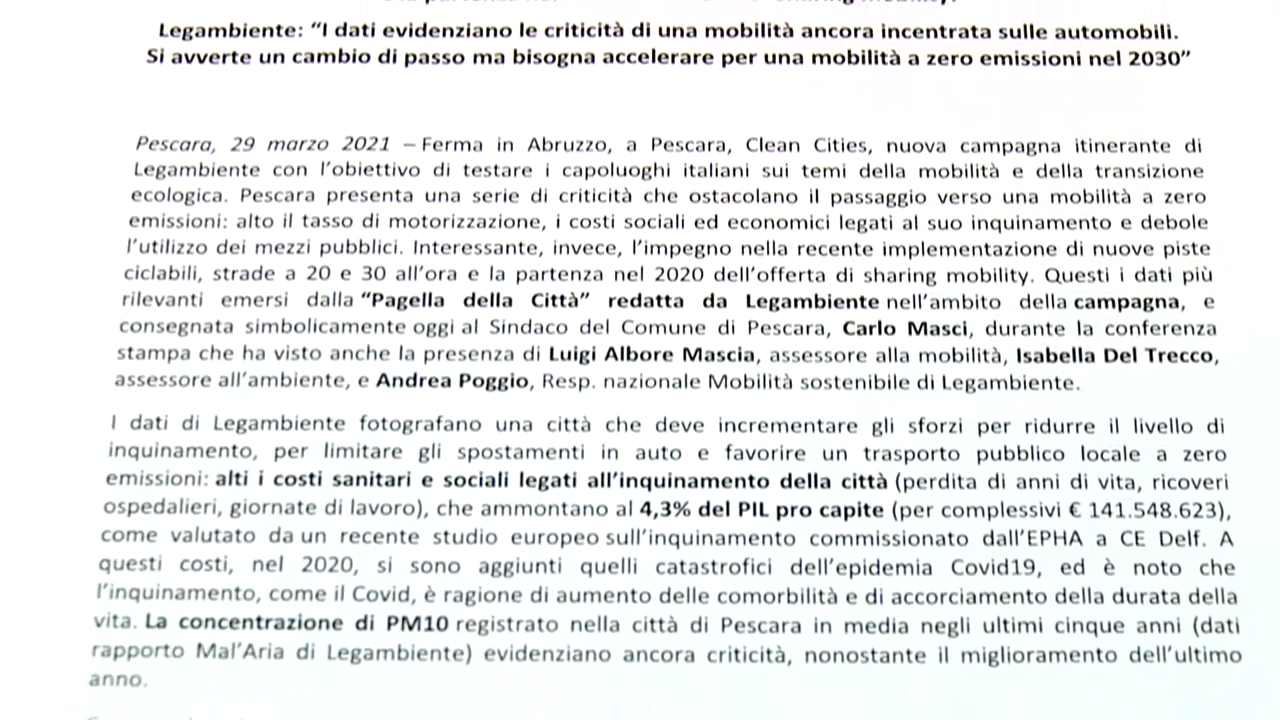 Legambiente: “I dati evidenziano le criticità di una mobilità ancora incentrata sulle automobili.
Si avverte un cambio di passo ma bisogna accelerare per una mobilità a zero emissioni nel 2030”
Pescara, 29 marzo 2021 – Ferma in Abruzzo, a Pescara, Clean Cities, nuova campagna itinerante di
Legambiente con l’obiettivo di testare i capoluoghi italiani sui temi della mobilità e della transizione
ecologica. Pescara presenta una serie di criticità che ostacolano il passaggio verso una mobilità a zero
emissioni: alto il tasso di motorizzazione, i costi sociali ed economici legati al suo inquinamento e debole
l’utilizzo dei mezzi pubblici. Interessante, invece, l’impegno nella recente implementazione di nuove piste
ciclabili, strade a 20 e 30 all’ora e la partenza nel 2020 dell’offerta di sharing mobility. Questi i dati più
rilevanti emersi dalla “Pagella della Città” redatta da Legambiente nell’ambito della campagna, e
consegnata simbolicamente oggi al Sindaco del Comune di Pescara, Carlo Masci, durante la conferenza
stampa che ha visto anche la presenza di Luigi Albore Mascia, assessore alla mobilità, Isabella Del Trecco,
assessore all’ambiente, e Andrea Poggio, Resp. nazionale Mobilità sostenibile di Legambiente.
I dati di Legambiente fotografano una città che deve incrementare gli sforzi per ridurre il livello di
inquinamento, per limitare gli spostamenti in auto e favorire un trasporto pubblico locale a zero
emissioni: alti i costi sanitari e sociali legati all’inquinamento della città (perdita di anni di vita, ricoveri
ospedalieri, giornate di lavoro), che ammontano al 4,3% del PIL pro capite (per complessivi € 141.548.623),
come valutato da un recente studio europeo sull’inquinamento commissionato dall’EPHA a CE Delf. A
questi costi, nel 2020, si sono aggiunti quelli catastrofici dell’epidemia Covid19, ed è noto che
l’inquinamento, come il Covid, è ragione di aumento delle comorbilità e di accorciamento della durata della
vita. La concentrazione di PM10 registrato nella città di Pescara in media negli ultimi cinque anni (dati
rapporto Mal’Aria di Legambiente) evidenziano ancora criticità, nonostante il miglioramento dell’ultimo
anno.